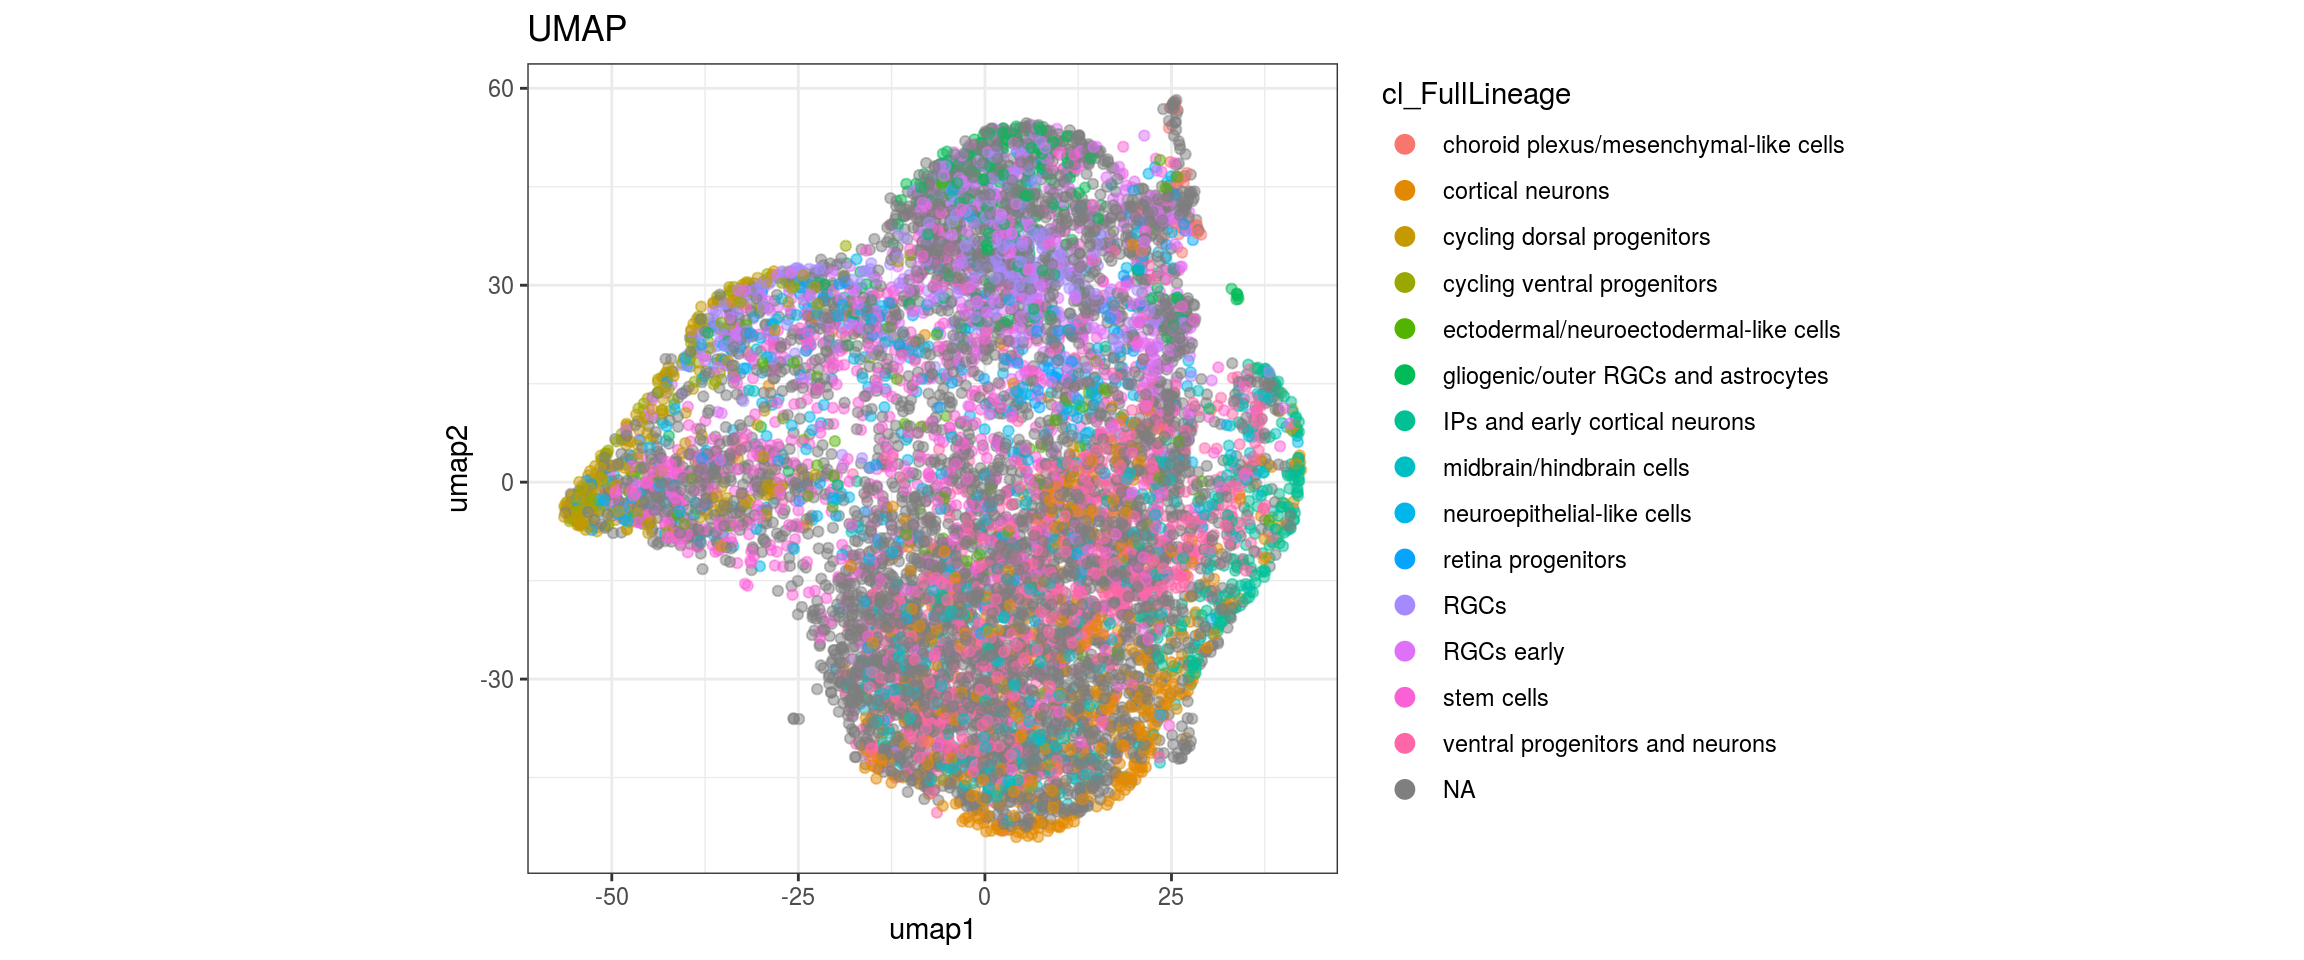 UMAP
60
30
0
-30
umap2
-50
-25
0
25
umap1
cl_FullLineage
choroid plexus/mesenchymal-like cells
cortical neurons
cycling dorsal progenitors
cycling ventral progenitors
ectodermal/neuroectodermal-like cells
gliogenic/outer RGCs and astrocytes
IPs and early cortical neurons
midbrain/hindbrain cells
neuroepithelial-like cells
retina progenitors
RGCs
RGCs early
stem cells
ventral progenitors and neurons
NA